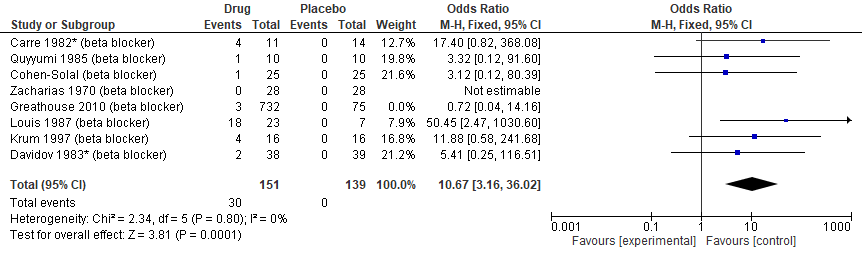 Drug Placebo Odds Ratio Odds Ratio
Study or Subgroup Events Total Events Total Weight M-H, Fixed, 95% CI M-H, Fixed, 95% CI
Carre 1982* (beta blocker) 4 11 0 14 12.7% 17.40 [0.82, 368.08]
Quyyumi 1985 (beta blocker) 1 10 0 10 19.8% 3.32 [0.12, 91.60]
Cohen-Solal (beta blocker) 1 25 0 25 21.6% 3.12 [0.12, 80.39]
Zacharias 1970 (beta blocker) 0 28 0 28 Not estimable
Greathouse 2010 (beta blocker) 3 732 0 75 0.0% 0.72 [0.04, 14.16]
Louis 1987 (beta blocker) 18 23 0 7 7.9% 50.45 [2.47, 1030.60]
Krum 1997 (beta blocker) 4 16 0 16 16.8% 11.88 [0.58, 241.68]
Davidov 1983* (beta blocker) 2 38 0 39 21.2% 5.41 [0.25, 116.51]
Total (95% CI) 151 139 100.0% 10.67 [3.16, 36.02]
Total events 30 0
Heterogeneity: Chi² = 2.34, df = 5 (P = 0.80); I² = 0%
Test for overall effect: Z = 3.81 (P = 0.0001)
0.001 0.1 1 10 1000
Favours [experimental] Favours [control]